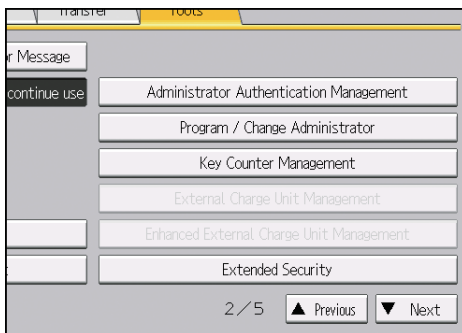 Transfer
Tools
r Message
continue use
Administrator Authentication Management
Program / Change Administrator
Key Counter Management
External Charge Unit Management
Enhanced External Charge Unit Management
Extended Security
2/5
▲ Previous
▼ Next